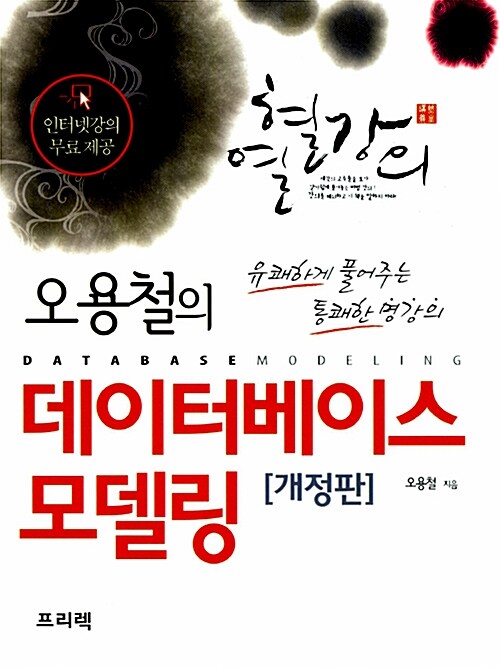 인터넷강의
무료 제공
열혈강의
오용철의
유쾌하게 풀어주는
통쾌한 명강의
DATABASEMODELING
데이터베이스
모델링
[개정판]
오용철 지음
프리렉